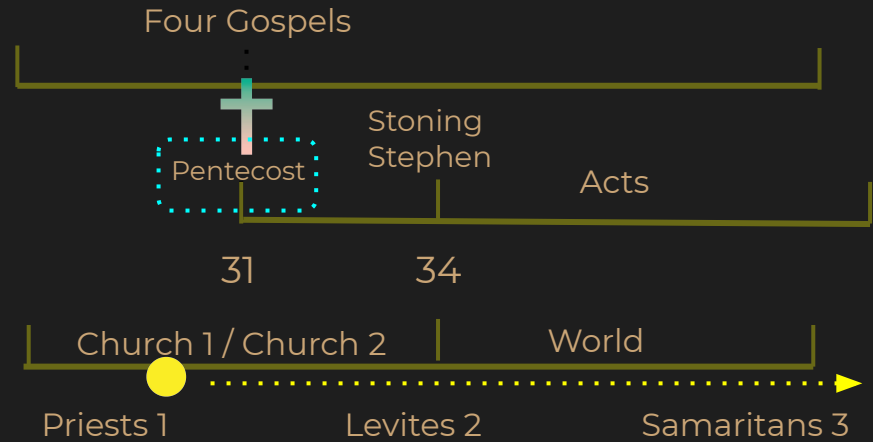 Four Gospels
Stoning
Stephen
Pentecost
Acts
31
34
Church 1 / Church 2
World
Priests 1
Levites 2
Samaritans 3